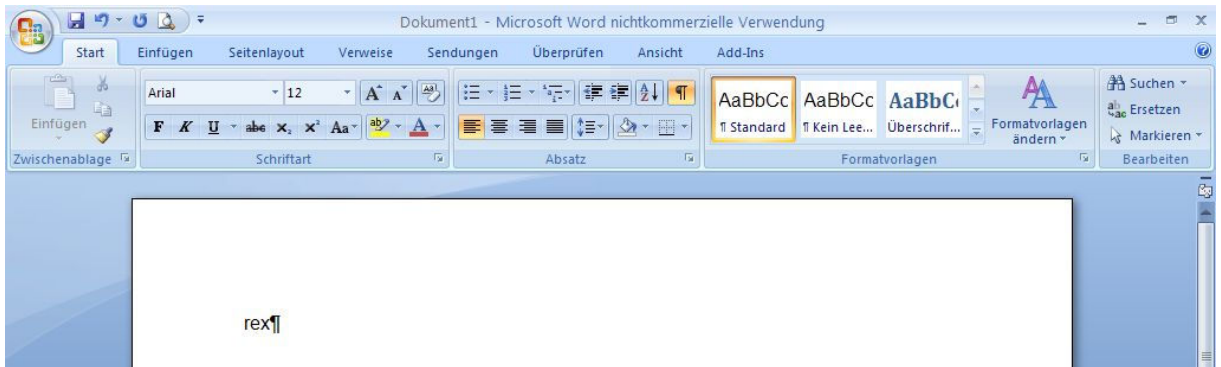 Dokument1 - Microsoft Word nichtkommerzielle Verwendung
Start Einfügen Seitenlayout Verweise Sendungen Überprüfen Ansicht Add-Ins
Einfügen
Arial 12
F K U abc x₂ x² Aa ab A
AaBbCc AaBbCc AaBbC
¶ Standard ¶ Kein Lee... Überschrif...
Formatvorlagen
ändern
Suchen
Ersetzen
Markieren
Zwischenablage Schriftart Absatz Formatvorlagen Bearbeiten
rex¶